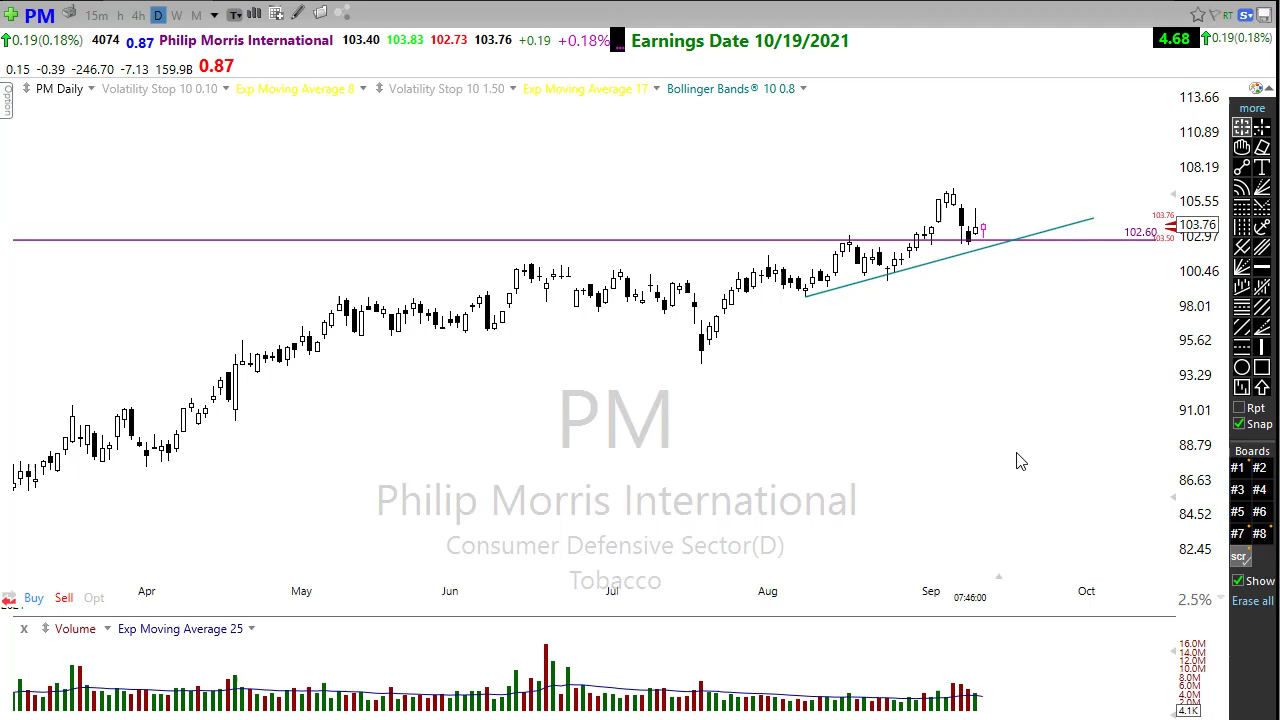 PM 15m h 4h D W M T RT S
0.19(0.18%) 4074 0.87 Philip Morris International 103.40 103.83 102.73 103.76 +0.19 +0.18% ... Earnings Date 10/19/2021 4.68 0.19(0.18%)
0.15 -0.39 -246.70 -7.13 159.9B 0.87
Option
PM Daily Volatility Stop 10 0.10 Exp Moving Average 8 Volatility Stop 10 1.50 Exp Moving Average 17 Bollinger Bands® 10 0.8
113.66
110.89
108.19
105.55
103.76
103.76
102.60
102.97
103.50
100.46
98.01
95.62
93.29
91.01
88.79
86.63
84.52
82.45
PM
Philip Morris International
Consumer Defensive Sector(D)
Tobacco
Apr May Jun Jul Aug Sep Oct
07:46:00
Buy Sell Opt
2.5%
X Volume Exp Moving Average 25
16.0M
14.0M
12.0M
10.0M
8.0M
6.0M
4.0M
2.0M
4.1K
more
T
Rpt
Snap
Boards
#1 #2
#3 #4
#5 #6
#7 #8
scr
Show
Erase all